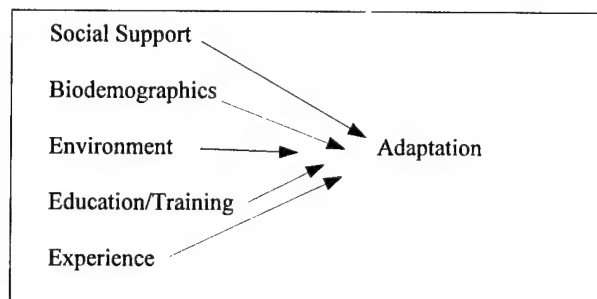 Social Support
Biodemographics
Environment
Adaptation
Education/Training
Experience